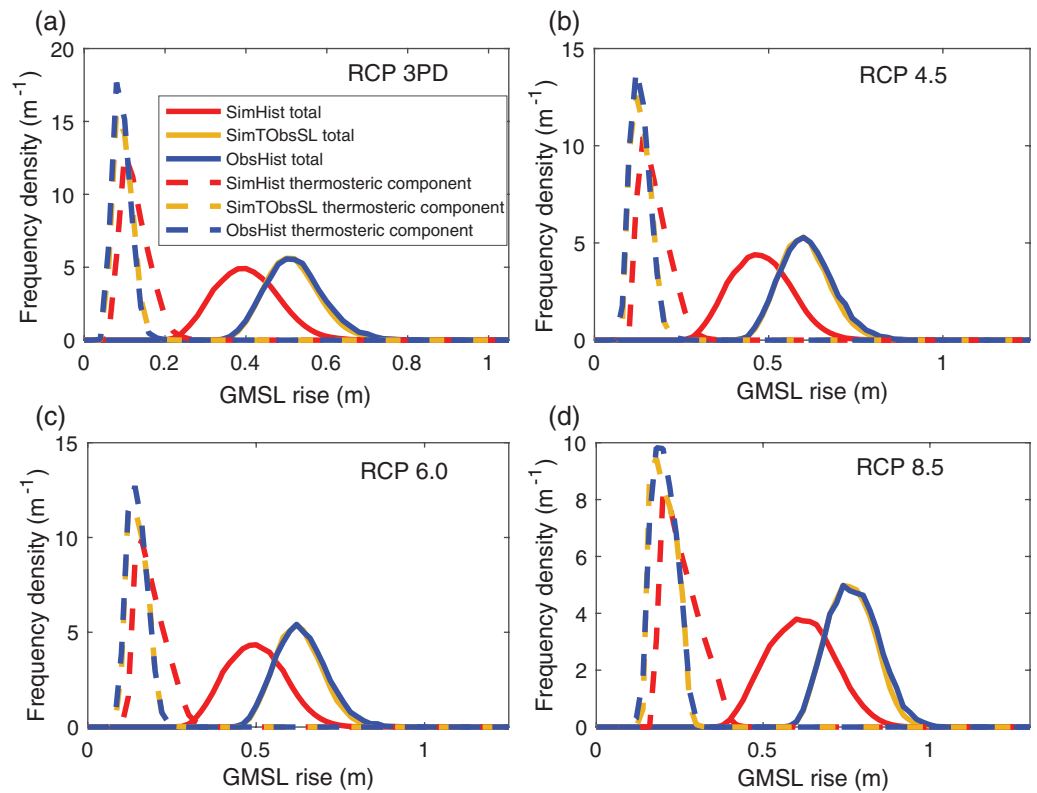 (a)
RCP 3PD
20
15
10
5
0
0 0.2 0.4 0.6 0.8 1
Frequency density (m⁻¹)
GMSL rise (m)
SimHist total
SimTObsSL total
ObsHist total
SimHist thermosteric component
SimTObsSL thermosteric component
ObsHist thermosteric component
(b)
RCP 4.5
15
10
5
0
0 0.5 1
Frequency density (m⁻¹)
GMSL rise (m)
(c)
RCP 6.0
15
10
5
0
0 0.5 1
Frequency density (m⁻¹)
GMSL rise (m)
(d)
RCP 8.5
10
8
6
4
2
0
0 0.5 1
Frequency density (m⁻¹)
GMSL rise (m)